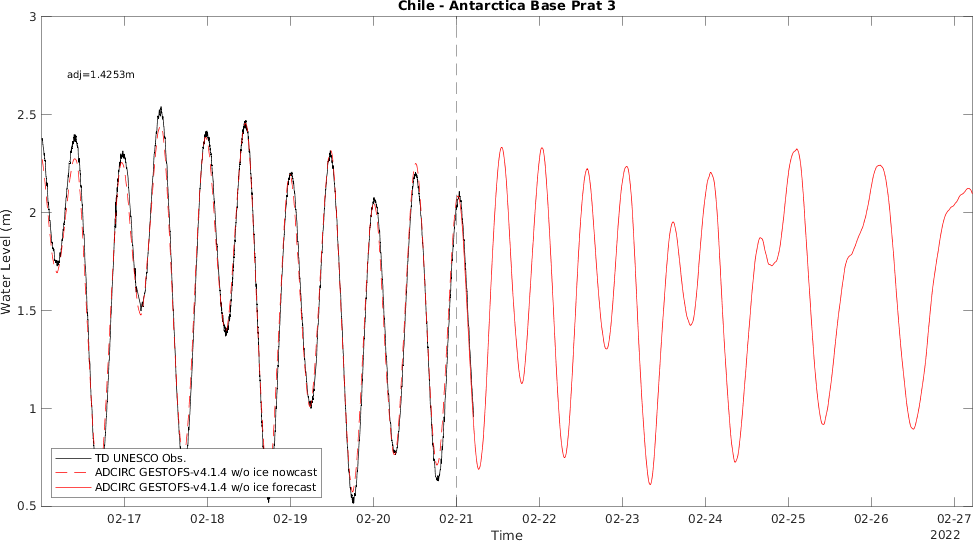 Chile - Antarctica Base Prat 3
3
adj=1.4253m
2.5
2
Water Level (m)
1.5
1
TD UNESCO Obs.
ADCIRC GESTOFS-v4.1.4 w/o ice nowcast
ADCIRC GESTOFS-v4.1.4 w/o ice forecast
0.5
02-17 02-18 02-19 02-20 02-21 02-22 02-23 02-24 02-25 02-26 02-27
Time 2022